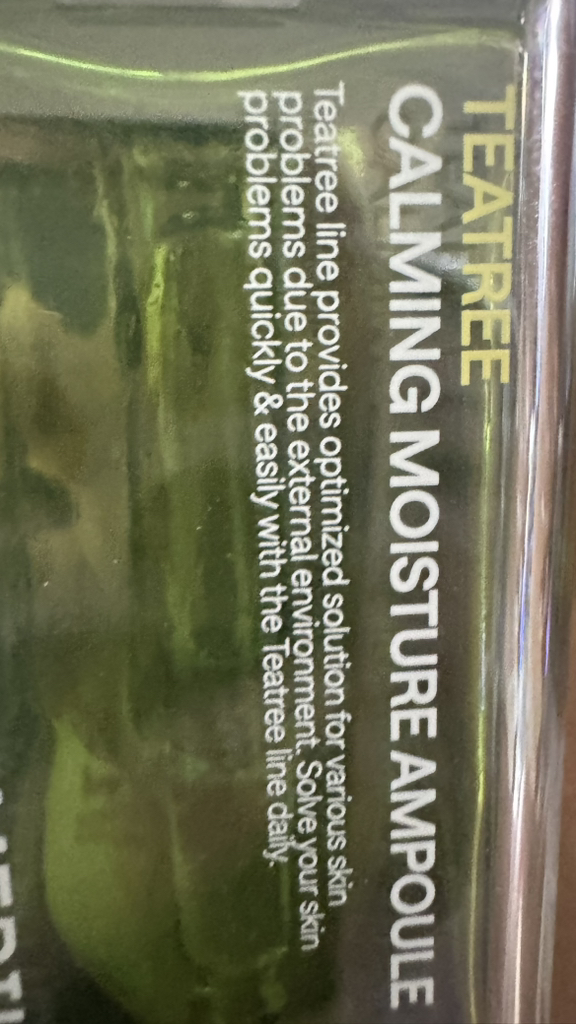 TEATREE
CALMING MOISTURE AMPOULE
Teatree line provides optimized solution for various skin
problems due to the external environment. Solve your skin
problems quickly & easily with the Teatree line daily.